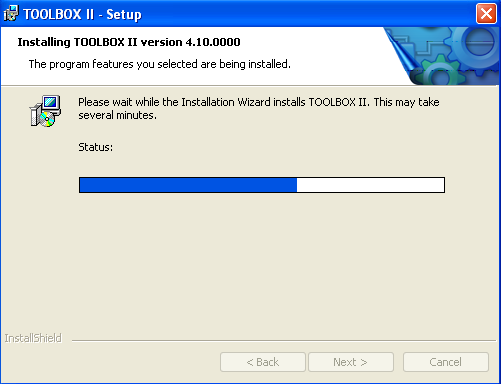 TOOLBOX II - Setup
Installing TOOLBOX II version 4.10.0000
The program features you selected are being installed.
Please wait while the Installation Wizard installs TOOLBOX II. This may take
several minutes.
Status:
InstallShield
< Back Next > Cancel